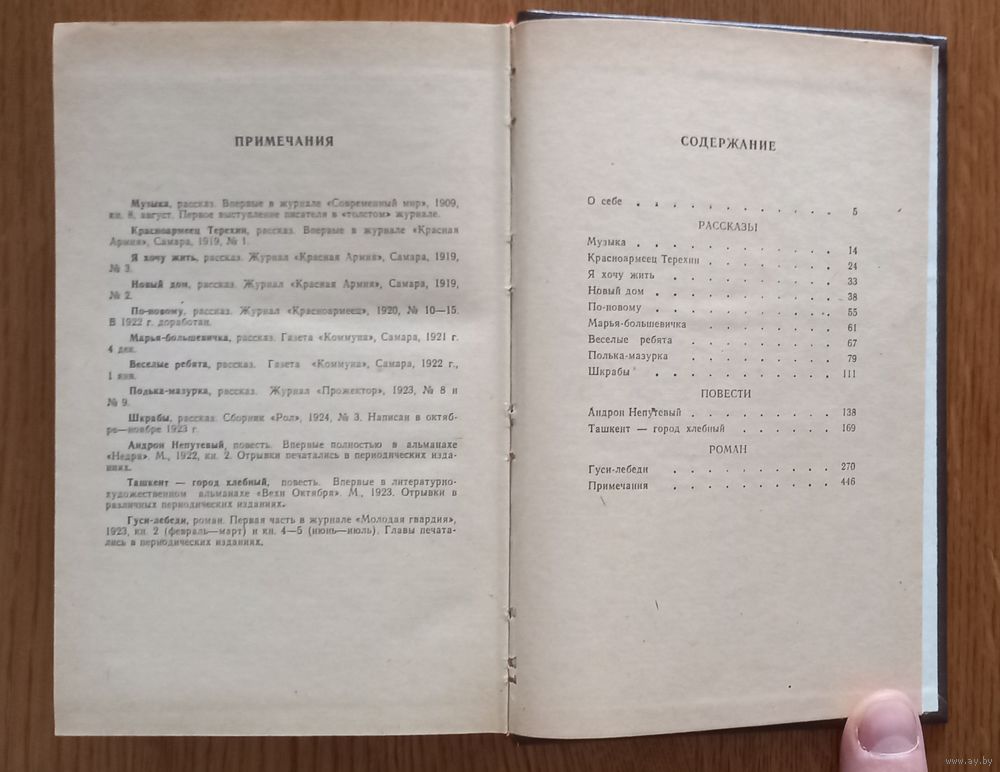 ПРИМЕЧАНИЯ
Музыка, рассказ. Впервые в журнале «Современный мир», 1909,
кн. 8, август. Первое выступление писателя в «толстом» журнале.
Красноармеец Терехин, рассказ. Впервые в журнале «Красная
Армия», Самара, 1919, № 1.
Я хочу жить, рассказ. Журнал «Красная Армия», Самара, 1919,
№ 3.
Новый дом, рассказ. Журнал «Красная Армия», Самара, 1919,
№ 2.
По-новому, рассказ. Журнал «Красноармеец», 1920, № 10—15.
В 1922 г. доработан.
Марья-большевичка, рассказ. Газета «Коммуна», Самара, 1921 г.
4 дек.
Веселые ребята, рассказ. Газета «Коммуна», Самара, 1922 г.,
1 янв.
Полька-мазурка, рассказ. Журнал «Прожектор», 1923, № 8 и
№ 9.
Шкрабы, рассказ. Сборник «Рол», 1924, № 3. Написан в октяб-
ре—ноябре 1923 г.
Андрон Непутевый, повесть. Впервые полностью в альманахе
«Недра». М., 1922, кн. 2. Отрывки печатались в периодических изда-
ниях.
Ташкент — город хлебный, повесть. Впервые в литературно-
художественном альманахе «Вехи Октября». М., 1923. Отрывки в
различных периодических изданиях.
Гуси-лебеди, роман. Первая часть в журнале «Молодая гвардия»,
1923, кн. 2 (февраль—март) и кн. 4—5 (июнь—июль). Главы печата-
лись в периодических изданиях.
СОДЕРЖАНИЕ
О себе . . . . . . . . . . . 5
РАССКАЗЫ
Музыка . . . . . . . . . . 14
Красноармеец Терехин . . . . . . . 24
Я хочу жить . . . . . . . . . 33
Новый дом . . . . . . . . . . 38
По-новому . . . . . . . . . . 55
Марья-большевичка . . . . . . . 61
Веселые ребята . . . . . . . . 67
Полька-мазурка . . . . . . . . 79
Шкрабы . . . . . . . . . . 111
ПОВЕСТИ
Андрон Непутевый . . . . . . . . 138
Ташкент — город хлебный . . . . . . 169
РОМАН
Гуси-лебеди . . . . . . . . . 270
Примечания . . . . . . . . . 446
www.ay.by